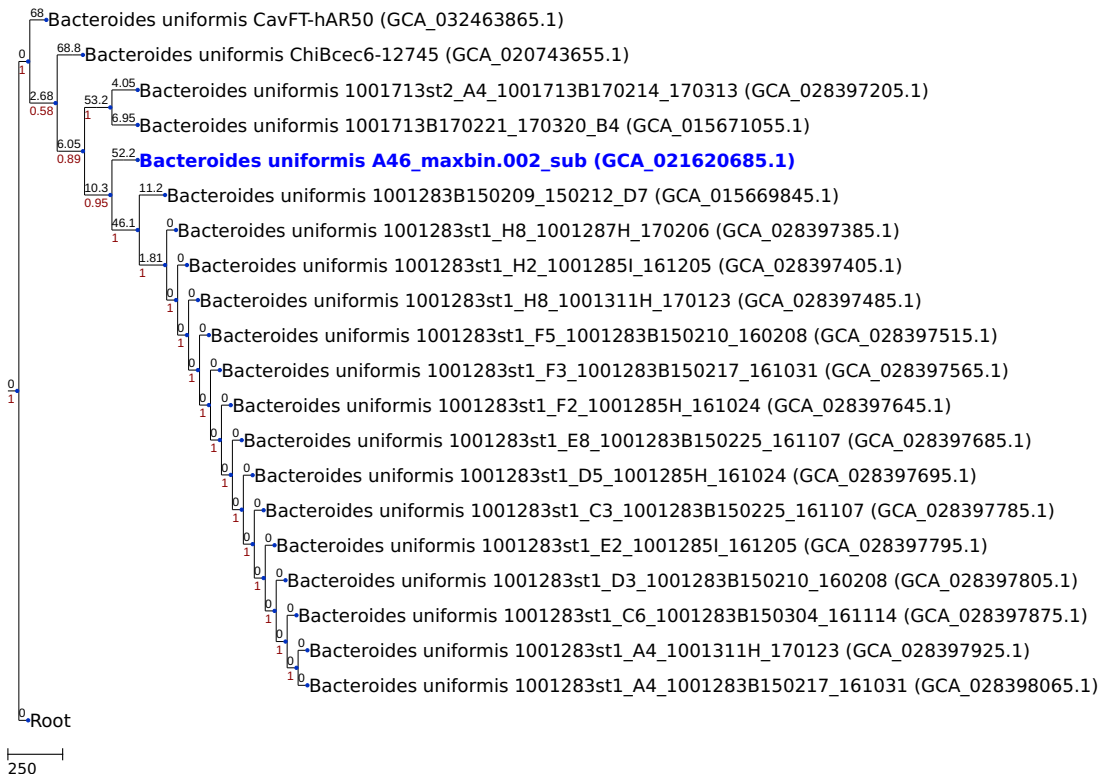 68 Bacteroides uniformis CavFT-hAR50 (GCA_032463865.1)
0 68.8 Bacteroides uniformis ChiBcec6-12745 (GCA_020743655.1)
1
4.05 Bacteroides uniformis 1001713st2_A4_1001713B170214_170313 (GCA_028397205.1)
2.68 53.2
0.58 1
6.95 Bacteroides uniformis 1001713B170221_170320_B4 (GCA_015671055.1)
6.05
0.89
52.2 Bacteroides uniformis A46_maxbin.002_sub (GCA_021620685.1)
10.3 11.2 Bacteroides uniformis 1001283B150209_150212_D7 (GCA_015669845.1)
0.95
46.1 0 Bacteroides uniformis 1001283st1_H8_1001287H_170206 (GCA_028397385.1)
1
1.81 0 Bacteroides uniformis 1001283st1_H2_1001285I_161205 (GCA_028397405.1)
1
0 0 Bacteroides uniformis 1001283st1_H8_1001311H_170123 (GCA_028397485.1)
1
0 0 Bacteroides uniformis 1001283st1_F5_1001283B150210_160208 (GCA_028397515.1)
1
0 0 Bacteroides uniformis 1001283st1_F3_1001283B150217_161031 (GCA_028397565.1)
1
0 0 Bacteroides uniformis 1001283st1_F2_1001285H_161024 (GCA_028397645.1)
1
0 0 Bacteroides uniformis 1001283st1_E8_1001283B150225_161107 (GCA_028397685.1)
1
0 0 Bacteroides uniformis 1001283st1_D5_1001285H_161024 (GCA_028397695.1)
1
0 0 Bacteroides uniformis 1001283st1_C3_1001283B150225_161107 (GCA_028397785.1)
1
0 0 Bacteroides uniformis 1001283st1_E2_1001285I_161205 (GCA_028397795.1)
1
0 0 Bacteroides uniformis 1001283st1_D3_1001283B150210_160208 (GCA_028397805.1)
1
0 0 Bacteroides uniformis 1001283st1_C6_1001283B150304_161114 (GCA_028397875.1)
1
0 0 Bacteroides uniformis 1001283st1_A4_1001311H_170123 (GCA_028397925.1)
1
0 0 Bacteroides uniformis 1001283st1_A4_1001283B150217_161031 (GCA_028398065.1)
1
0
1
0 Root
250